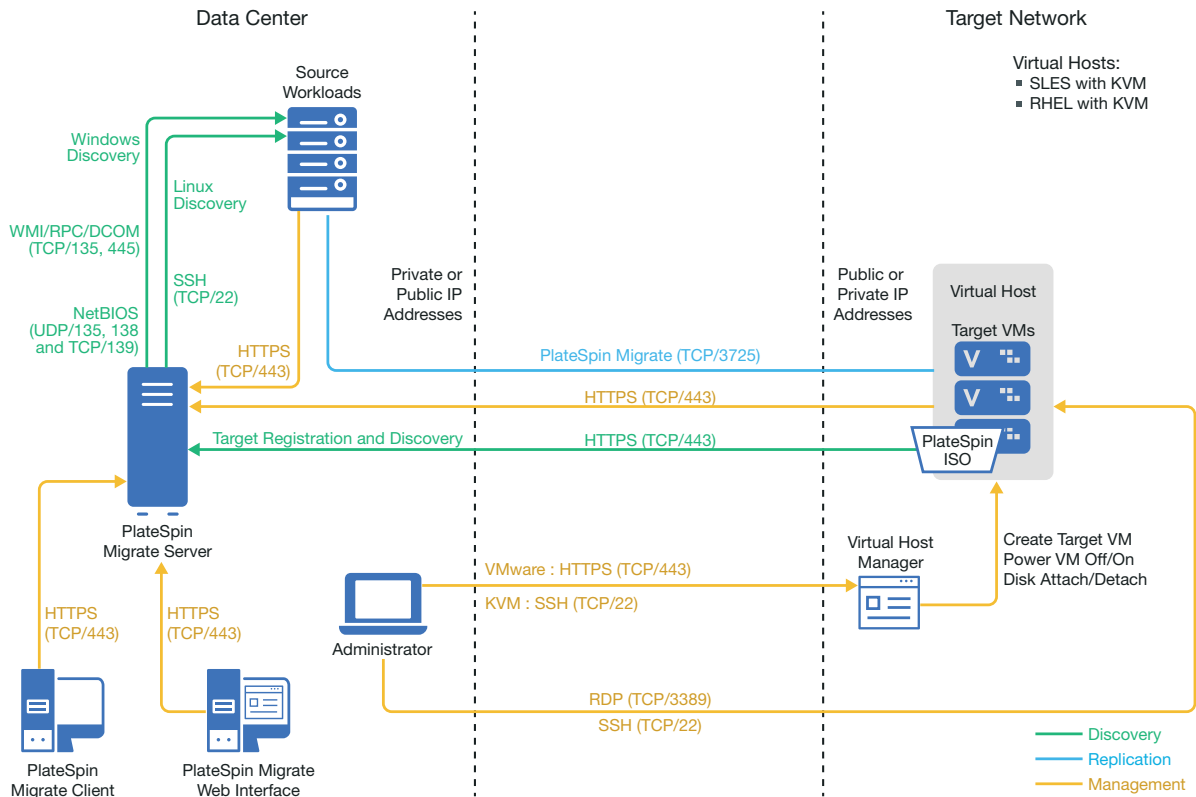 Data Center
Target Network
Virtual Hosts:
▪ SLES with KVM
▪ RHEL with KVM
Source
Workloads
Windows
Discovery
Linux
Discovery
WMI/RPC/DCOM
(TCP/135, 445)
SSH
(TCP/22)
NetBIOS
(UDP/135, 138
and TCP/139)
HTTPS
(TCP/443)
Private or
Public IP
Addresses
Public or
Private IP
Addresses
Virtual Host
Target VMs
V
V
PlateSpin
ISO
PlateSpin Migrate (TCP/3725)
HTTPS (TCP/443)
Target Registration and Discovery
HTTPS (TCP/443)
PlateSpin
Migrate Server
Virtual Host
Manager
Create Target VM
Power VM Off/On
Disk Attach/Detach
VMware : HTTPS (TCP/443)
KVM : SSH (TCP/22)
Administrator
HTTPS
(TCP/443)
HTTPS
(TCP/443)
RDP (TCP/3389)
SSH (TCP/22)
PlateSpin
Migrate Client
PlateSpin Migrate
Web Interface
Discovery
Replication
Management